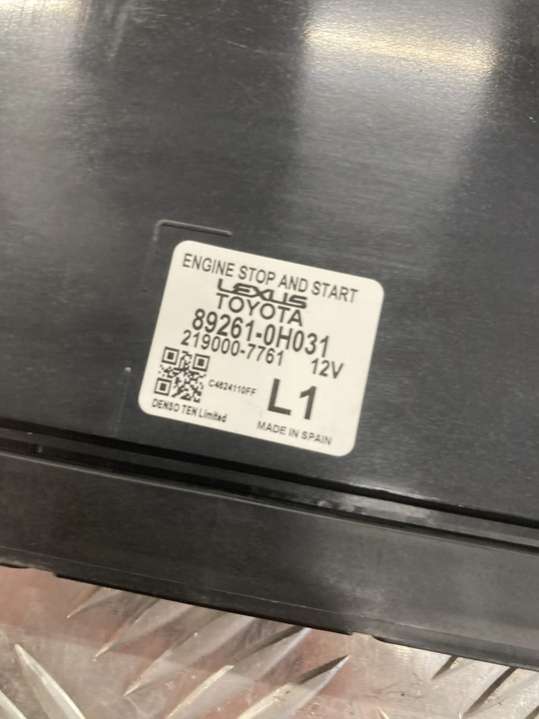 ENGINE STOP AND START
LEXUS
TOYOTA
89261-0H031
219000-7761 12V
C4624110FF L1
DENSO TEN Limited MADE IN SPAIN